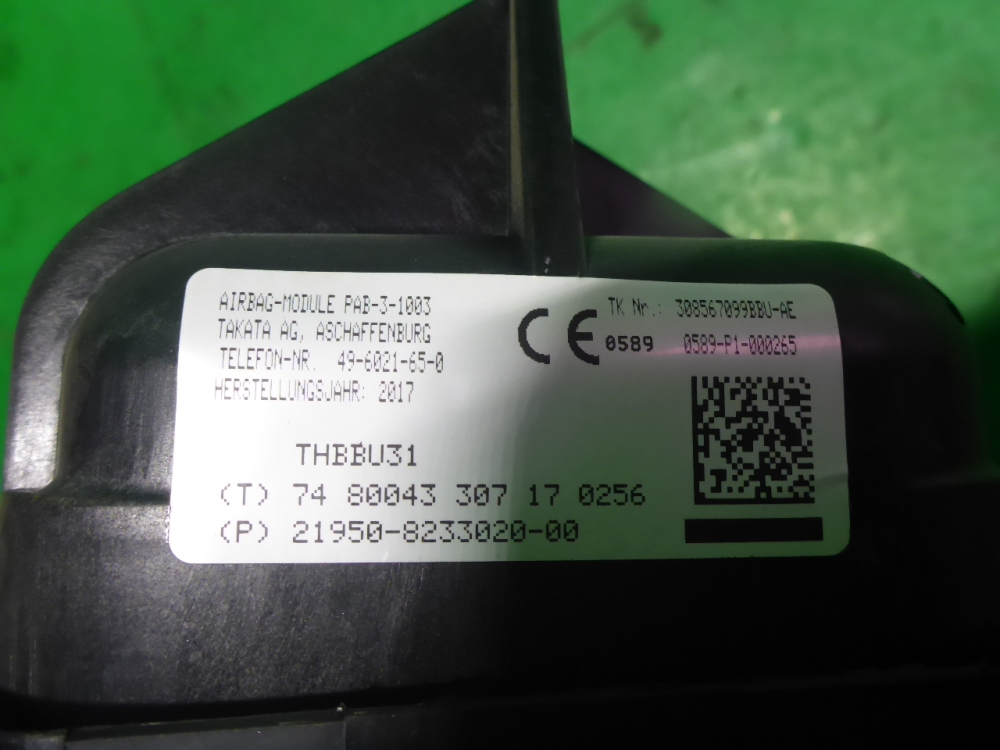 AIRBAG-MODULE PAB-3-1003
TAKATA AG, ASCHAFFENBURG
TELEFON-NR. 49-6021-65-0
HERSTELLUNGSJAHR: 2017
CE 0589
TK Nr.: 308567099BBU-AE
0589-P1-000265
THBBU31
(T) 74 80043 307 17 0256
(P) 21950-8233020-00